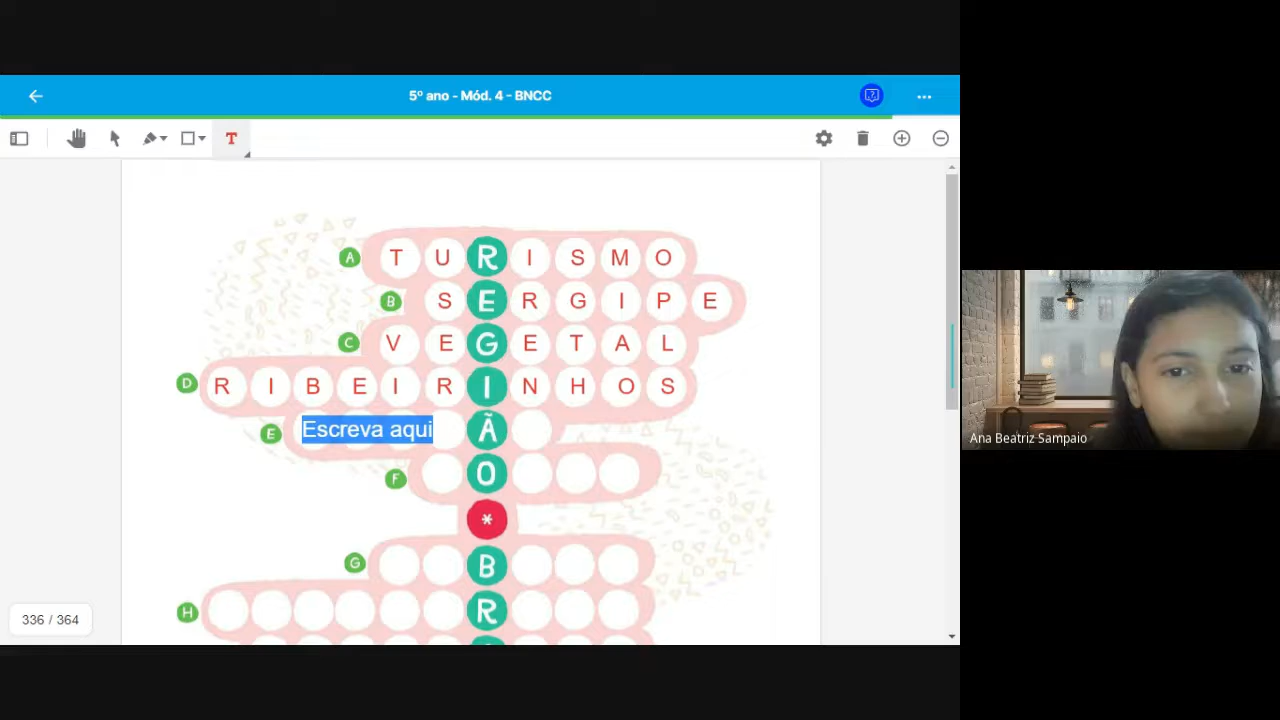 5º ano - Mód. 4 - BNCC
T
A T U R I S M O
B S E R G I P E
C V E G E T A L
D R I B E I R I N H O S
E Escreva aqui Ã
F O
*
G B
H R
336 / 364
Ana Beatriz Sampaio